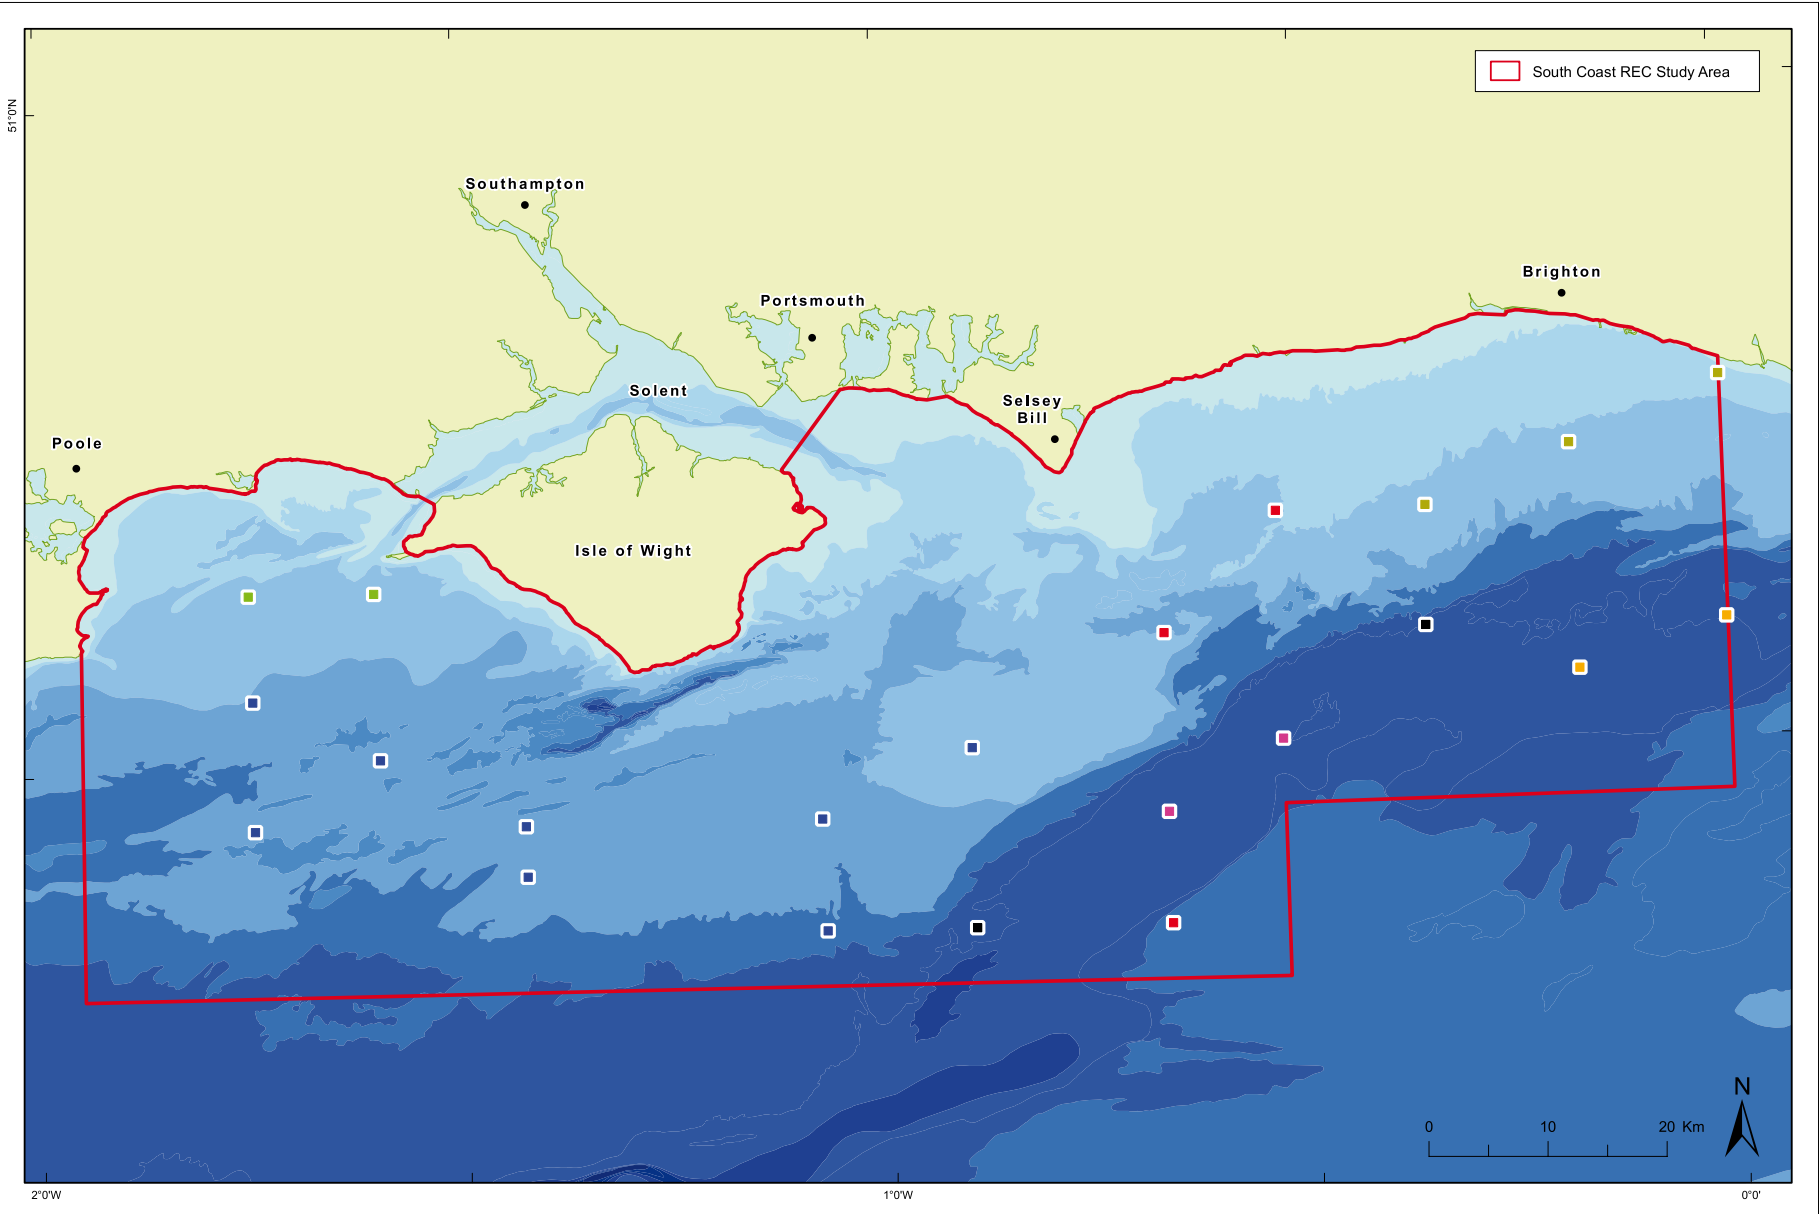 South Coast REC Study Area
51°0'N
Southampton
Brighton
Portsmouth
Solent
Selsey
Bill
Poole
Isle of Wight
N
0 10 20 Km
2°0'W 1°0'W 0°0'